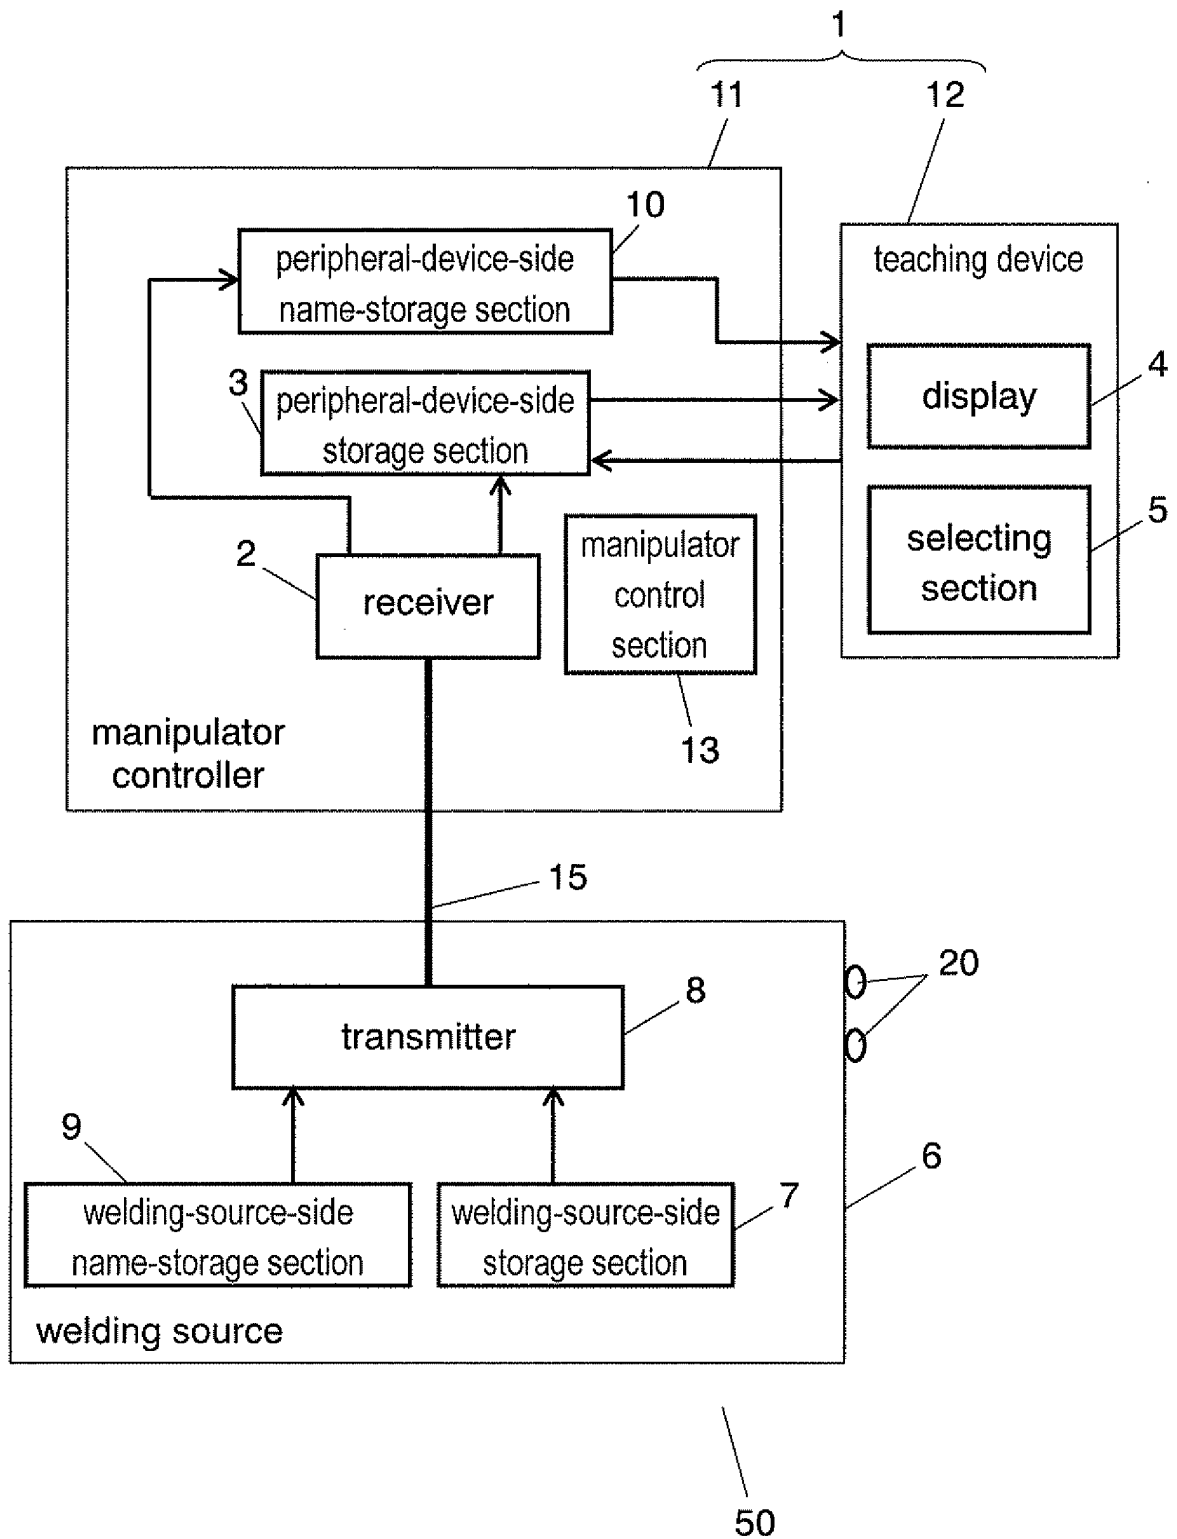 1
11
12
10
peripheral-device-side
name-storage section
teaching device
3
peripheral-device-side
storage section
display
4
2
receiver
manipulator
control
section
selecting
section
5
13
manipulator
controller
15
20
transmitter
8
9
6
7
welding-source-side
name-storage section
welding-source-side
storage section
welding source
50